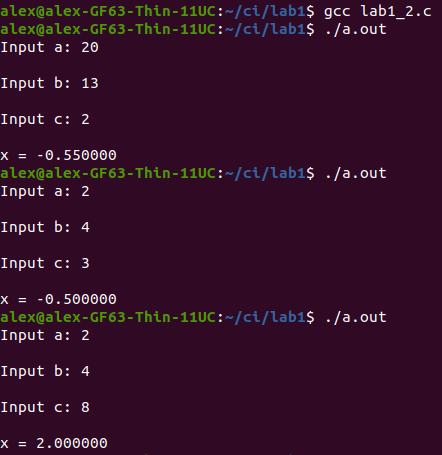 alex@alex-GF63-Thin-11UC:~/ci/lab1$ gcc lab1_2.c
alex@alex-GF63-Thin-11UC:~/ci/lab1$ ./a.out
Input a: 20
Input b: 13
Input c: 2
x = -0.550000
alex@alex-GF63-Thin-11UC:~/ci/lab1$ ./a.out
Input a: 2
Input b: 4
Input c: 3
x = -0.500000
alex@alex-GF63-Thin-11UC:~/ci/lab1$ ./a.out
Input a: 2
Input b: 4
Input c: 8
x = 2.000000